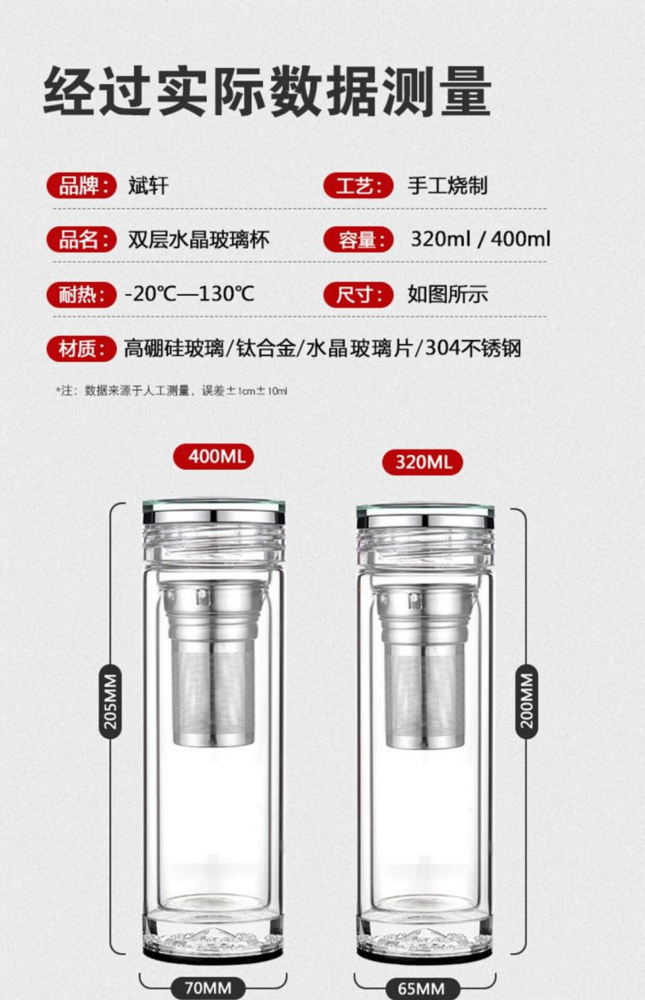 经过实际数据测量
品牌： 斌轩 工艺： 手工烧制
品名： 双层水晶玻璃杯 容量： 320ml / 400ml
耐热： -20℃—130℃ 尺寸： 如图所示
材质： 高硼硅玻璃/钛合金/水晶玻璃片/304不锈钢
*注：数据来源于人工测量，误差±1cm±10ml
400ML
320ML
205MM
200MM
70MM
65MM